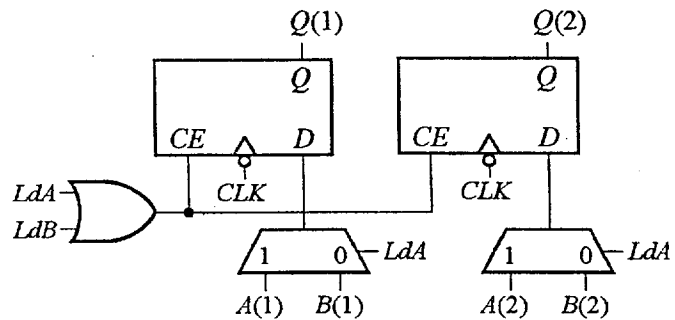 Q(1) Q(2)
Q Q
CE D CE D
LdA CLK CLK
LdB
1 0 LdA 1 0 LdA
A(1) B(1) A(2) B(2)